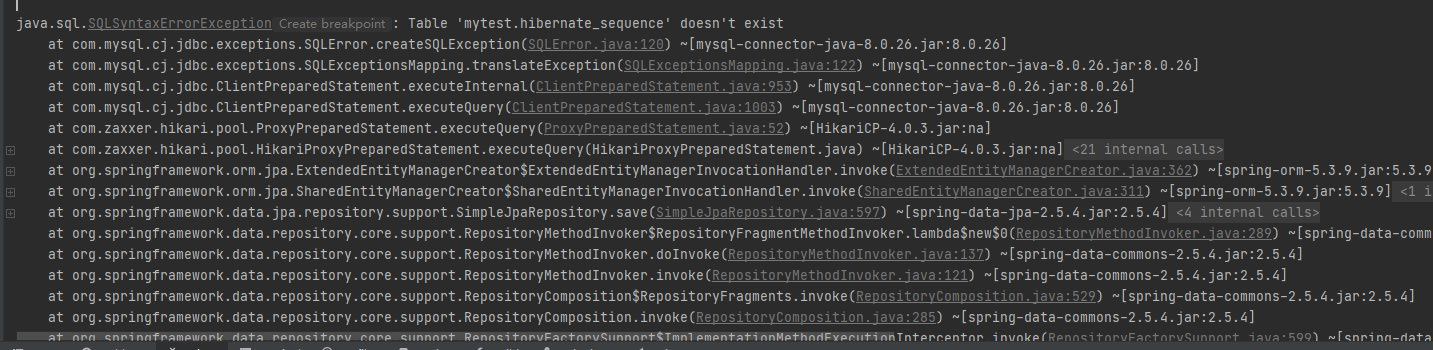 java.sql.SQLSyntaxErrorException Create breakpoint : Table 'mytest.hibernate_sequence' doesn't exist
at com.mysql.cj.jdbc.exceptions.SQLError.createSQLException(SQLError.java:120) ~[mysql-connector-java-8.0.26.jar:8.0.26]
at com.mysql.cj.jdbc.exceptions.SQLExceptionsMapping.translateException(SQLExceptionsMapping.java:122) ~[mysql-connector-java-8.0.26.jar:8.0.26]
at com.mysql.cj.jdbc.ClientPreparedStatement.executeInternal(ClientPreparedStatement.java:953) ~[mysql-connector-java-8.0.26.jar:8.0.26]
at com.mysql.cj.jdbc.ClientPreparedStatement.executeQuery(ClientPreparedStatement.java:1003) ~[mysql-connector-java-8.0.26.jar:8.0.26]
at com.zaxxer.hikari.pool.ProxyPreparedStatement.executeQuery(ProxyPreparedStatement.java:52) ~[HikariCP-4.0.3.jar:na]
at com.zaxxer.hikari.pool.HikariProxyPreparedStatement.executeQuery(HikariProxyPreparedStatement.java) ~[HikariCP-4.0.3.jar:na] <21 internal calls>
at org.springframework.orm.jpa.ExtendedEntityManagerCreator$ExtendedEntityManagerInvocationHandler.invoke(ExtendedEntityManagerCreator.java:362) ~[spring-orm-5.3.9.jar:5.3.9]
at org.springframework.orm.jpa.SharedEntityManagerCreator$SharedEntityManagerInvocationHandler.invoke(SharedEntityManagerCreator.java:311) ~[spring-orm-5.3.9.jar:5.3.9] <1 i
at org.springframework.data.jpa.repository.support.SimpleJpaRepository.save(SimpleJpaRepository.java:597) ~[spring-data-jpa-2.5.4.jar:2.5.4] <4 internal calls>
at org.springframework.data.repository.core.support.RepositoryMethodInvoker$RepositoryFragmentMethodInvoker.lambda$new$0(RepositoryMethodInvoker.java:289) ~[spring-data-comm
at org.springframework.data.repository.core.support.RepositoryMethodInvoker.doInvoke(RepositoryMethodInvoker.java:137) ~[spring-data-commons-2.5.4.jar:2.5.4]
at org.springframework.data.repository.core.support.RepositoryMethodInvoker.invoke(RepositoryMethodInvoker.java:121) ~[spring-data-commons-2.5.4.jar:2.5.4]
at org.springframework.data.repository.core.support.RepositoryComposition$RepositoryFragments.invoke(RepositoryComposition.java:529) ~[spring-data-commons-2.5.4.jar:2.5.4]
at org.springframework.data.repository.core.support.RepositoryComposition.invoke(RepositoryComposition.java:285) ~[spring-data-commons-2.5.4.jar:2.5.4]
at org.springframework.data.repository.core.support.RepositoryFactorySupport$ImplementationMethodExecutionInterceptor.invoke(RepositoryFactorySupport.java:599) ~[spring-data-commons